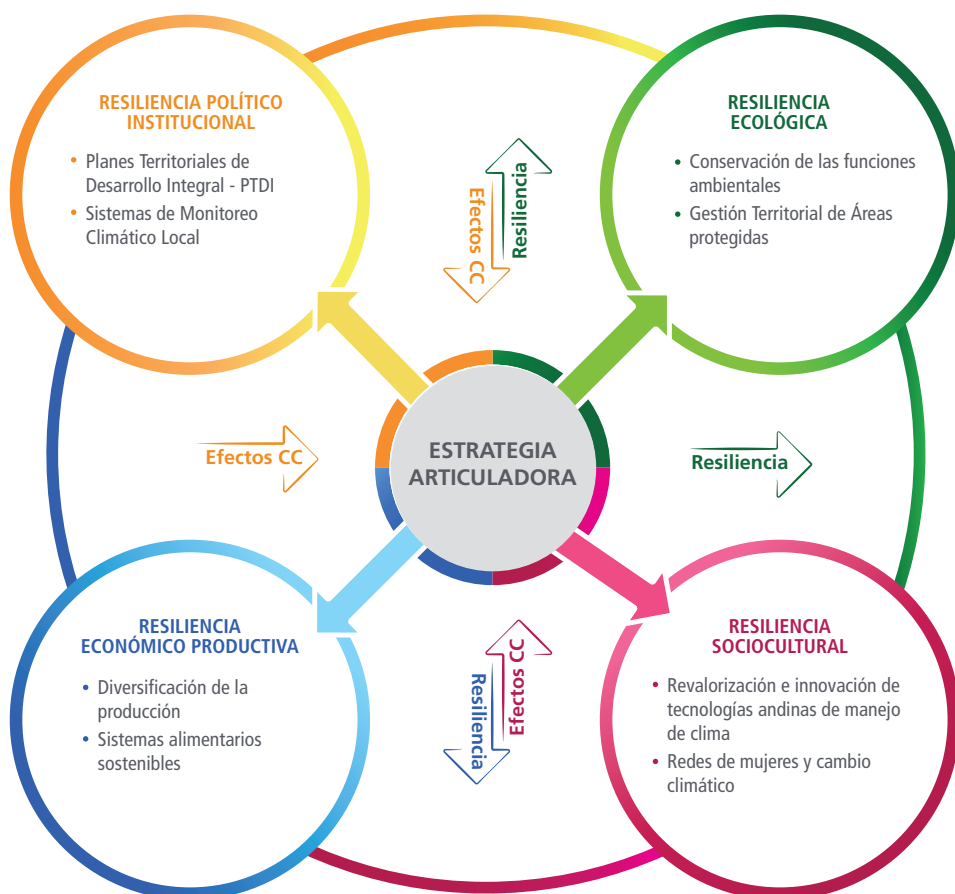 RESILIENCIA POLÍTICO
INSTITUCIONAL
• Planes Territoriales de
Desarrollo Integral - PTDI
• Sistemas de Monitoreo
Climático Local
RESILIENCIA
ECOLÓGICA
• Conservación de las funciones
ambientales
• Gestión Territorial de Áreas
protegidas
Efectos CC
Resiliencia
Efectos CC
ESTRATEGIA
ARTICULADORA
Resiliencia
RESILIENCIA
ECONÓMICO PRODUCTIVA
• Diversificación de la
producción
• Sistemas alimentarios
sostenibles
Resiliencia
Efectos CC
RESILIENCIA
SOCIOCULTURAL
• Revalorización e innovación de
tecnologías andinas de manejo
de clima
• Redes de mujeres y cambio
climático